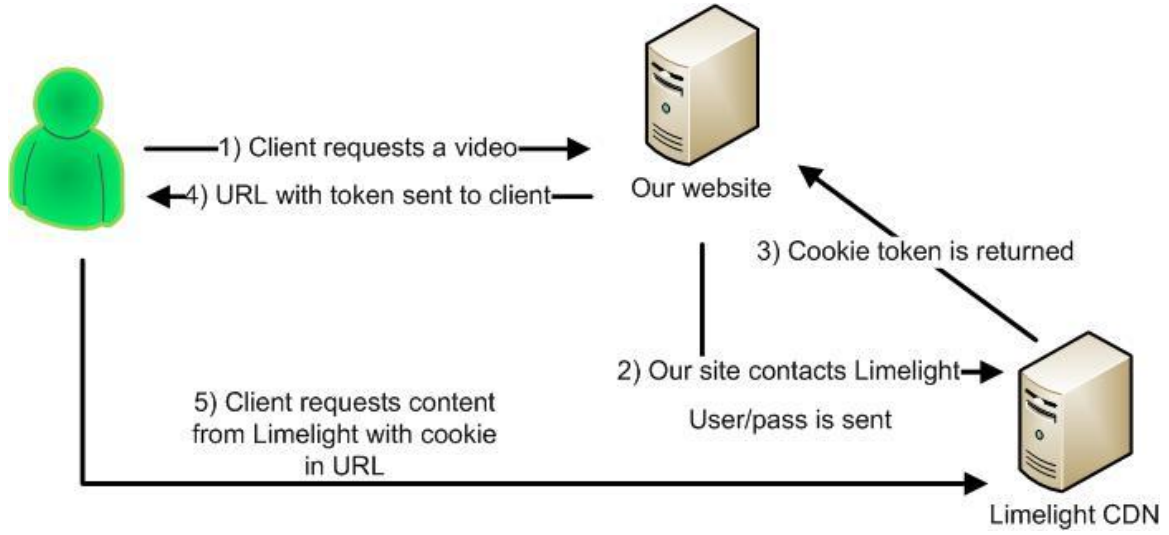 1) Client requests a video
4) URL with token sent to client
Our website
3) Cookie token is returned
2) Our site contacts Limelight
User/pass is sent
5) Client requests content
from Limelight with cookie
in URL
Limelight CDN